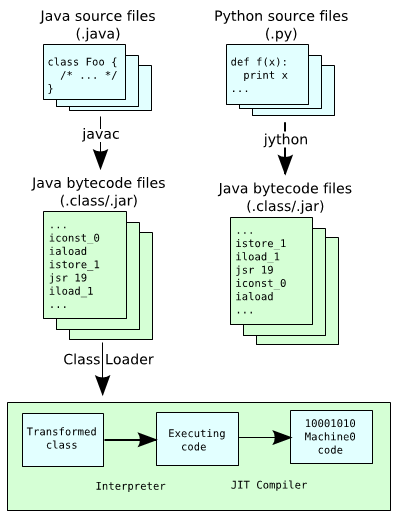 Java source files
(.java)
class Foo {
/* ... */
}
javac
Java bytecode files
(.class/.jar)
...
iconst_0
iaload
istore_1
jsr 19
iload_1
...
Class Loader
Python source files
(.py)
def f(x):
print x
...
jython
Java bytecode files
(.class/.jar)
...
istore_1
iload_1
jsr 19
iconst_0
iaload
...
Transformed
class
Executing
code
10001010
Machine0
code
Interpreter
JIT Compiler